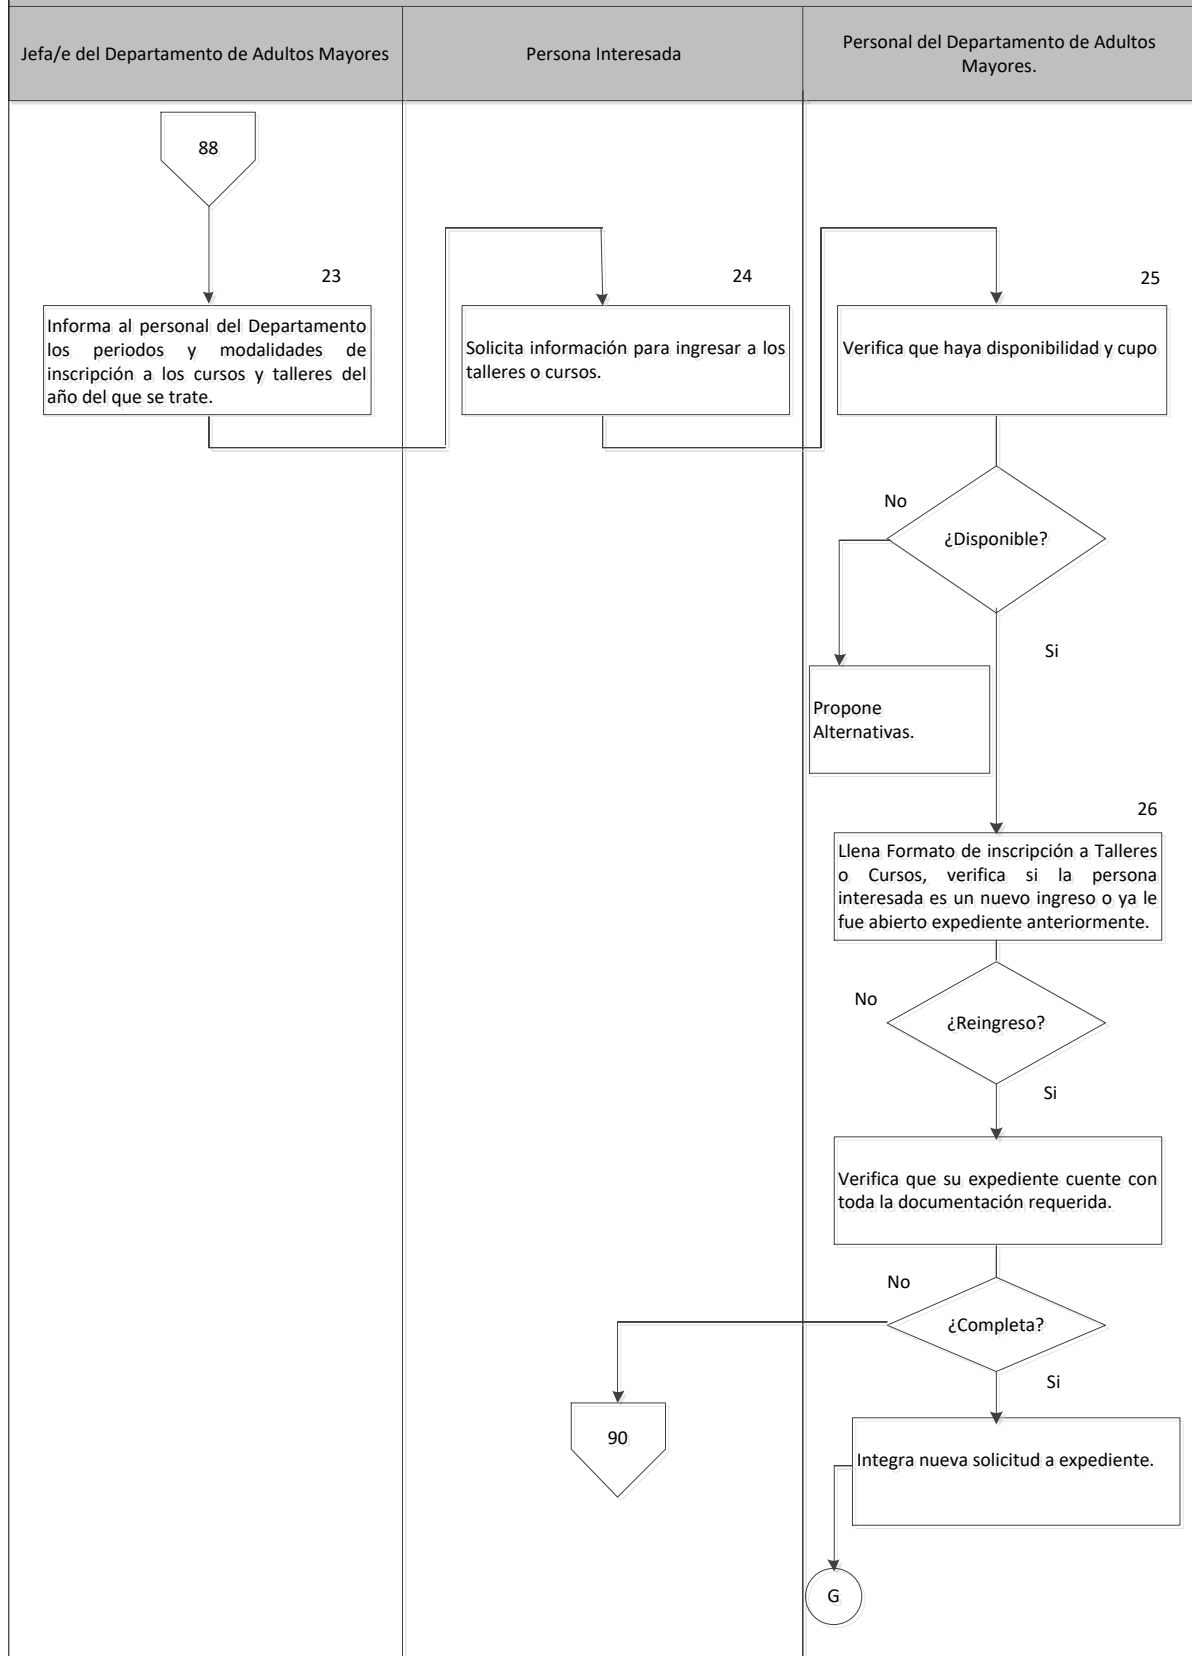 Jefa/e del Departamento de Adultos Mayores
Persona Interesada
Personal del Departamento de Adultos
Mayores.
88
23
Informa al personal del Departamento
los periodos y modalidades de
inscripción a los cursos y talleres del
año del que se trate.
24
Solicita información para ingresar a los
talleres o cursos.
25
Verifica que haya disponibilidad y cupo
No
¿Disponible?
Si
Propone
Alternativas.
26
Llena Formato de inscripción a Talleres
o Cursos, verifica si la persona
interesada es un nuevo ingreso o ya le
fue abierto expediente anteriormente.
No
¿Reingreso?
Si
Verifica que su expediente cuente con
toda la documentación requerida.
No
¿Completa?
Si
90
Integra nueva solicitud a expediente.
G